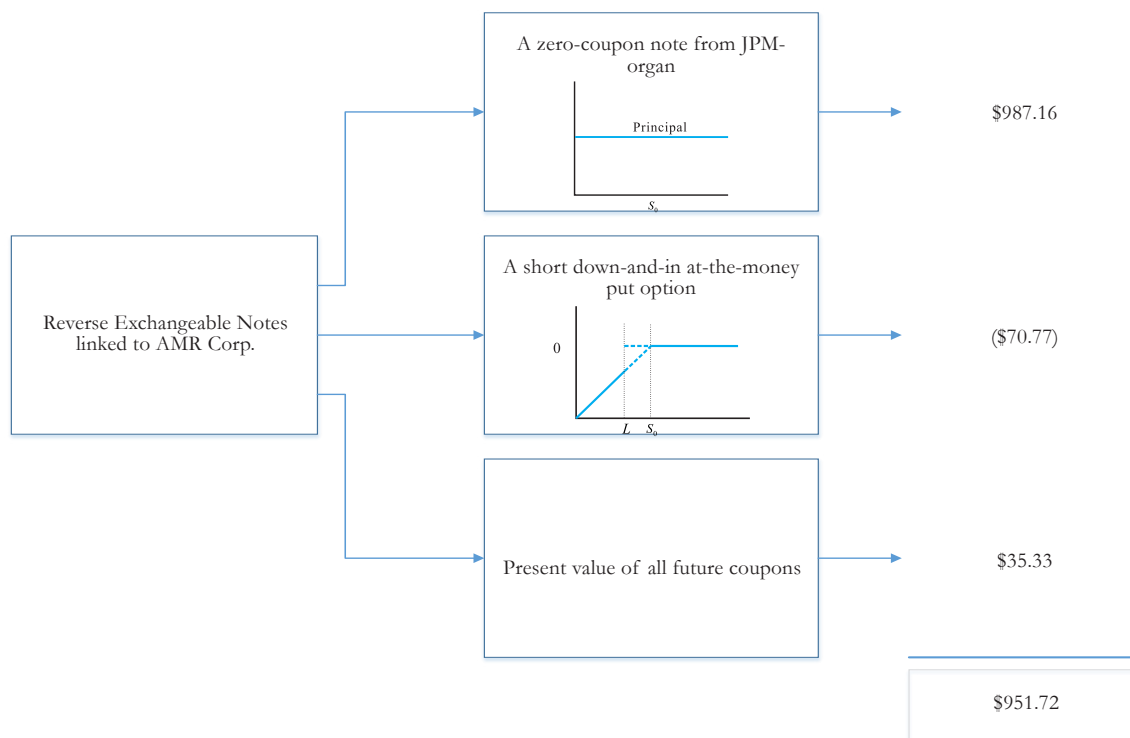 A zero-coupon note from JPM-
organ
Principal
S₀
$987.16
Reverse Exchangeable Notes
linked to AMR Corp.
A short down-and-in at-the-money
put option
0
L S₀
($70.77)
Present value of all future coupons
$35.33
$951.72